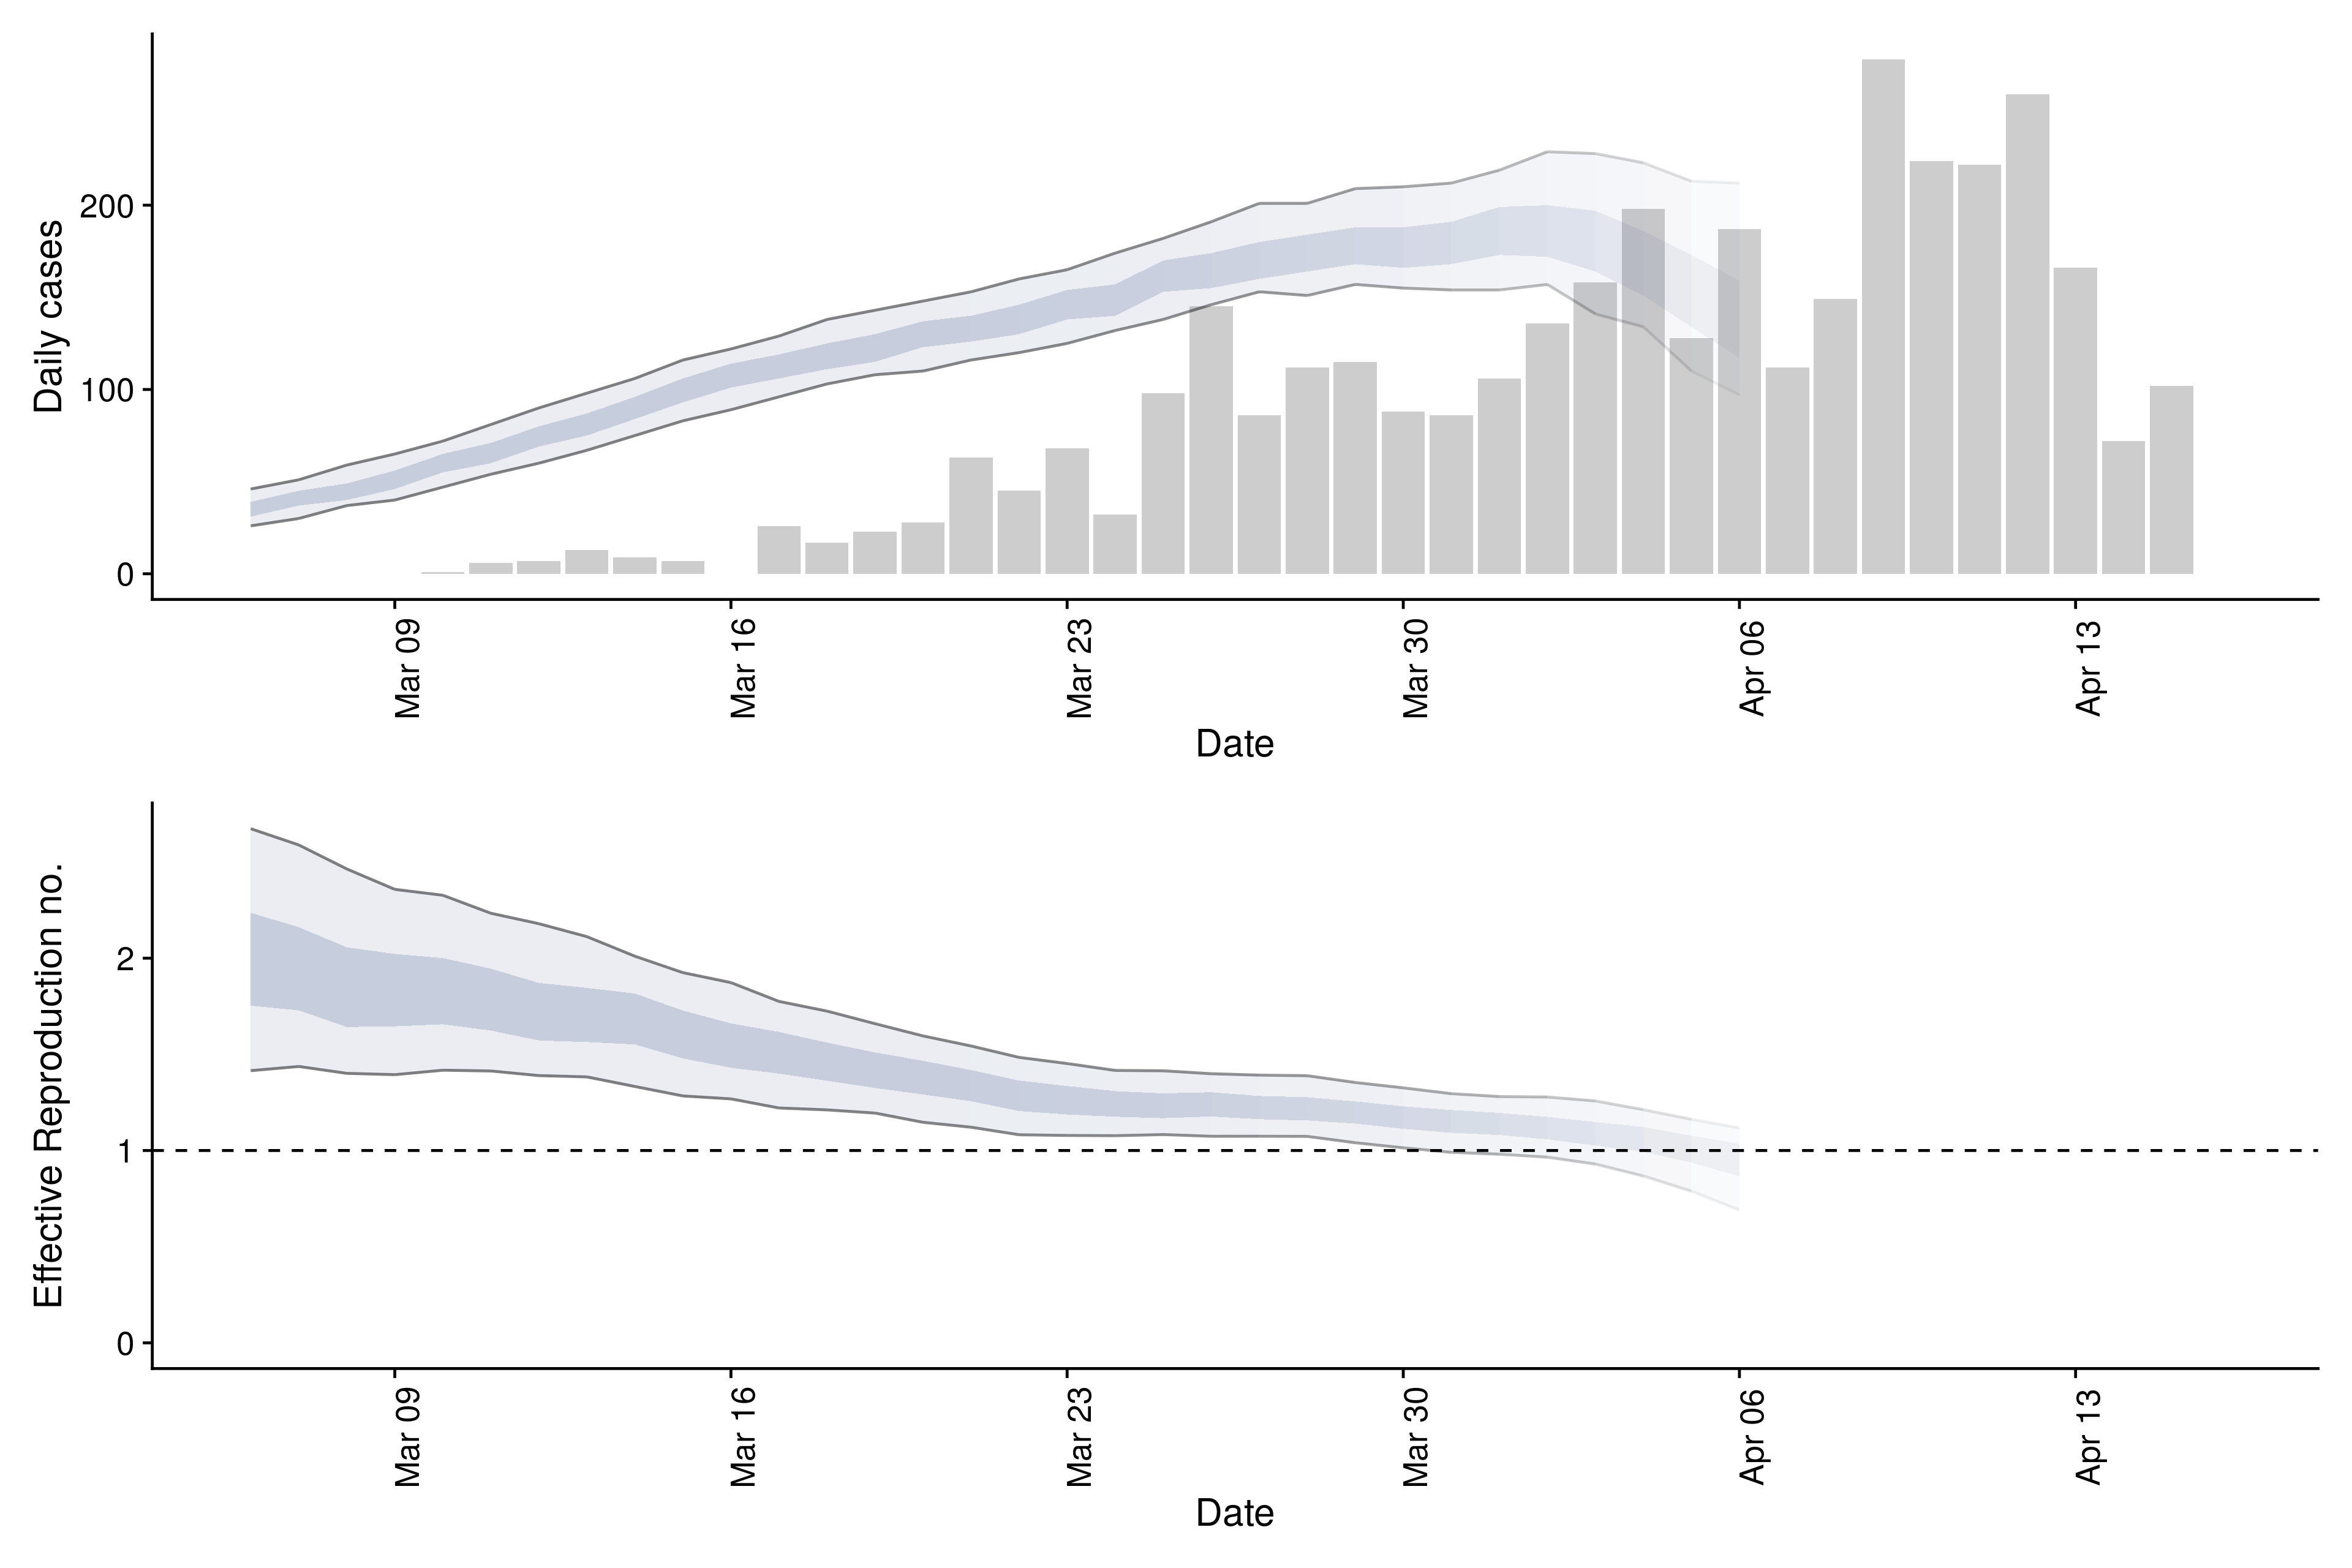 Daily cases
200
100
0
Mar 09
Mar 16
Mar 23
Mar 30
Apr 06
Apr 13
Date
Effective Reproduction no.
2
1
0
Mar 09
Mar 16
Mar 23
Mar 30
Apr 06
Apr 13
Date